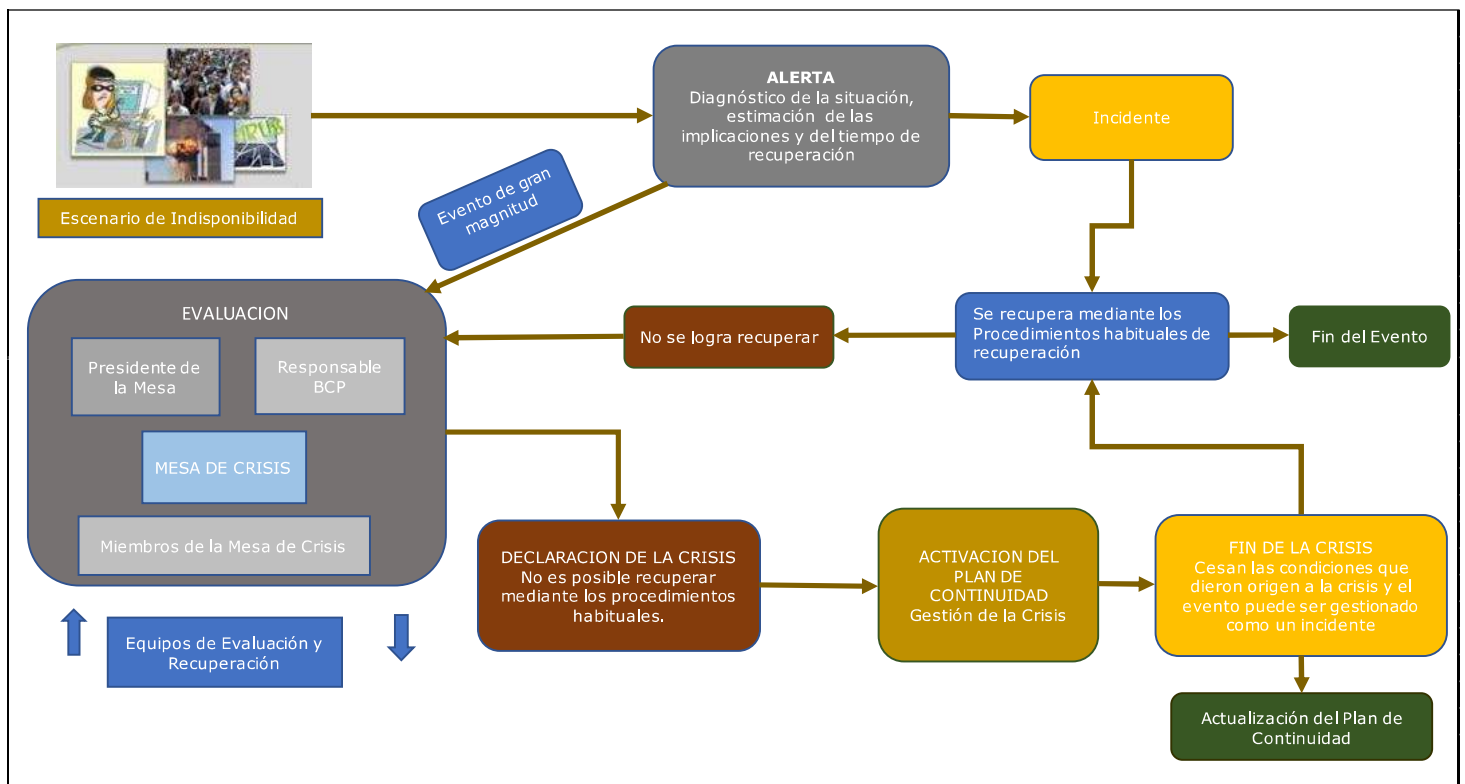 ALERTA
Diagnóstico de la situación,
estimación de las
implicaciones y del tiempo de
recuperación
Incidente
Escenario de Indisponibilidad
Evento de gran
magnitud
EVALUACION
Presidente de
la Mesa
Responsable
BCP
MESA DE CRISIS
Miembros de la Mesa de Crisis
No se logra recuperar
Se recupera mediante los
Procedimientos habituales de
recuperación
Fin del Evento
DECLARACION DE LA CRISIS
No es posible recuperar
mediante los procedimientos
habituales.
ACTIVACION DEL
PLAN DE
CONTINUIDAD
Gestión de la Crisis
FIN DE LA CRISIS
Cesan las condiciones que
dieron origen a la crisis y el
evento puede ser gestionado
como un incidente
Equipos de Evaluación y
Recuperación
Actualización del Plan de
Continuidad